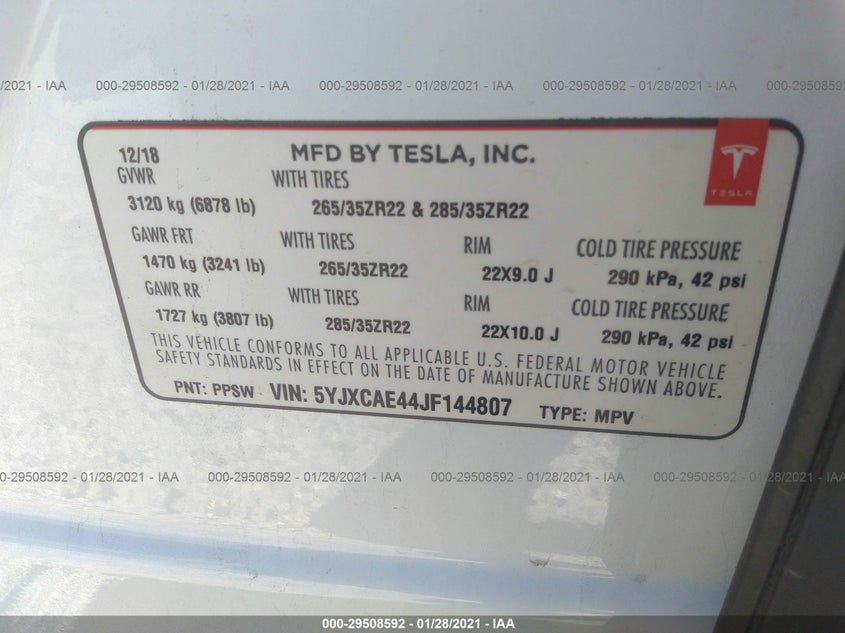 /2021 - IAA 000-29508592 - 01/28/2021 - IAA 000-29508592 - 01/28/2021 - IAA 000-29508592 - 01/28/2021 - IAA 000-29508592
12/18 MFD BY TESLA, INC.
TESLA
GVWR WITH TIRES
3120 kg (6878 lb) 265/35ZR22 & 285/35ZR22
GAWR FRT WITH TIRES RIM COLD TIRE PRESSURE
1470 kg (3241 lb) 265/35ZR22 22X9.0 J 290 kPa, 42 psi
GAWR RR WITH TIRES RIM COLD TIRE PRESSURE
1727 kg (3807 lb) 285/35ZR22 22X10.0 J 290 kPa, 42 psi
THIS VEHICLE CONFORMS TO ALL APPLICABLE U.S. FEDERAL MOTOR VEHICLE
SAFETY STANDARDS IN EFFECT ON THE DATE OF MANUFACTURE SHOWN ABOVE.
PNT: PPSW VIN: 5YJXCAE44JF144807 TYPE: MPV
000-29508592 - 01/28/2021 - IAA 000-29508592 - 01/28/2021 - IAA 000-29508592 - 01/28/2021 - IAA 000-29508592 - 01/28/2021 - IAA
000-29508592 - 01/28/2021 - IAA